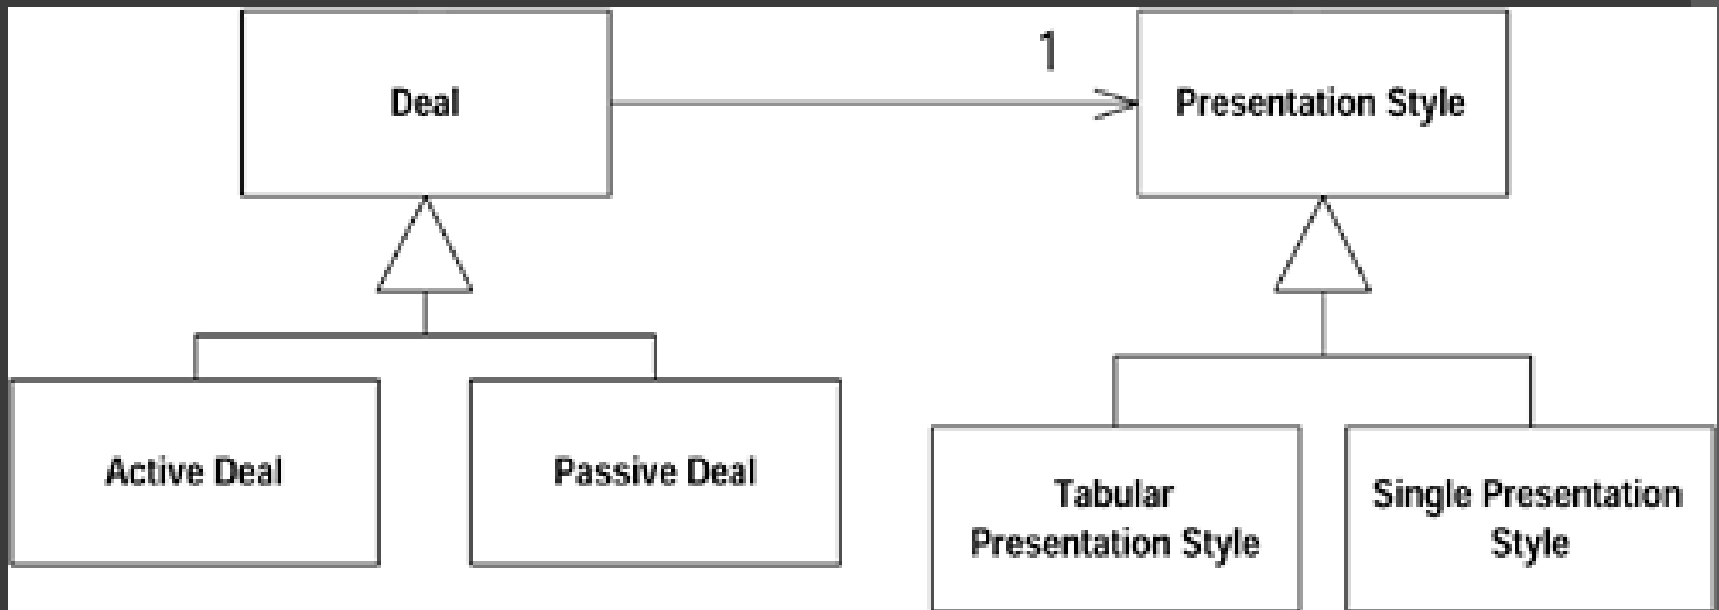 1
Deal
Presentation Style
Active Deal
Passive Deal
Tabular
Presentation Style
Single Presentation
Style